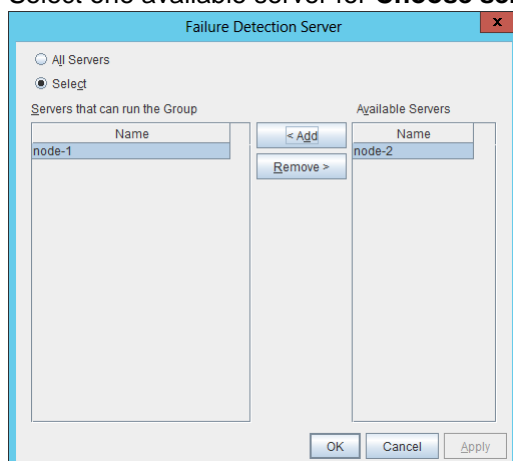 Select one available server for Choose se
Failure Detection Server
x
All Servers
Select
Servers that can run the Group
Available Servers
Name
< Add
Name
node-1
node-2
Remove >
OK
Cancel
Apply